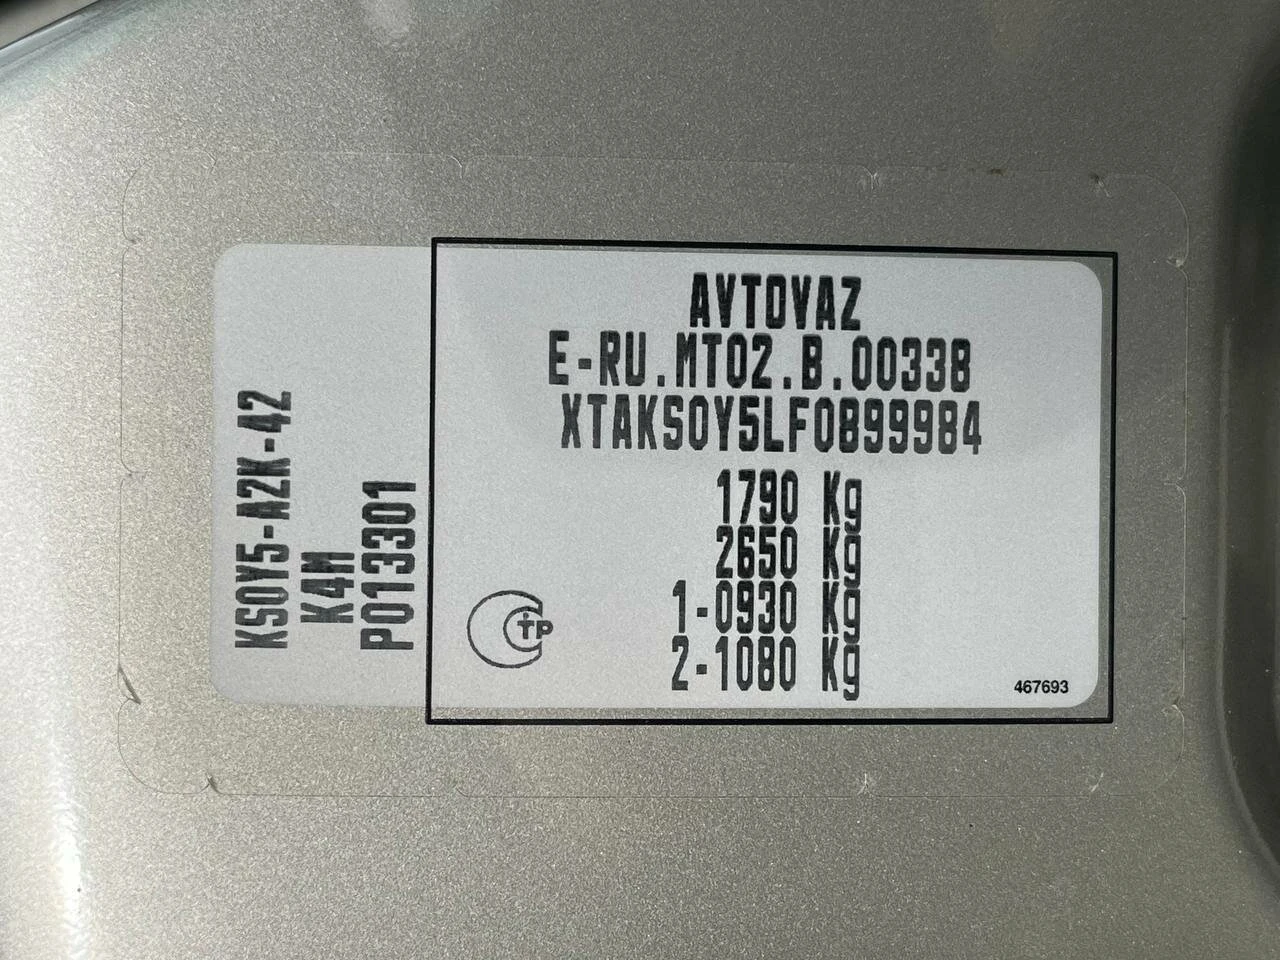 AVTOVAZ
E-RU.MT02.B.00338
XTAKS0Y5LF0899984
1790 Kg
2650 Kg
1-0930 Kg
2-1080 Kg
467693
КS0Y5-A2K-42
K4M
P013301